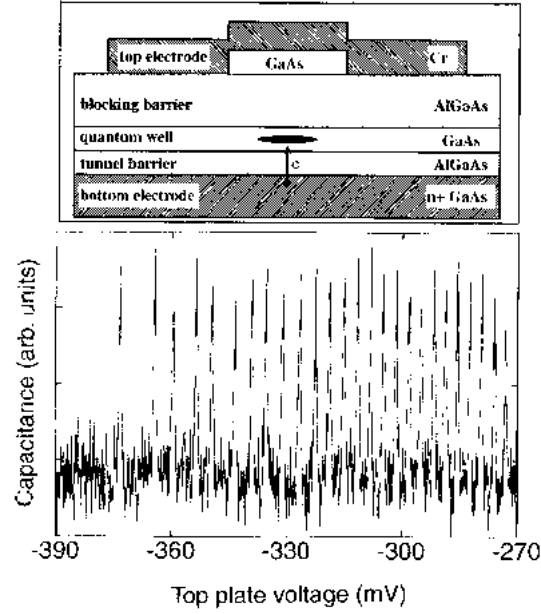 top electrode GaAs Cr
blocking barrier AlGaAs
quantum well GaAs
tunnel barrier e AlGaAs
bottom electrode n+ GaAs
Capacitance (arb. units)
-390 -360 -330 -300 -270
Top plate voltage (mV)